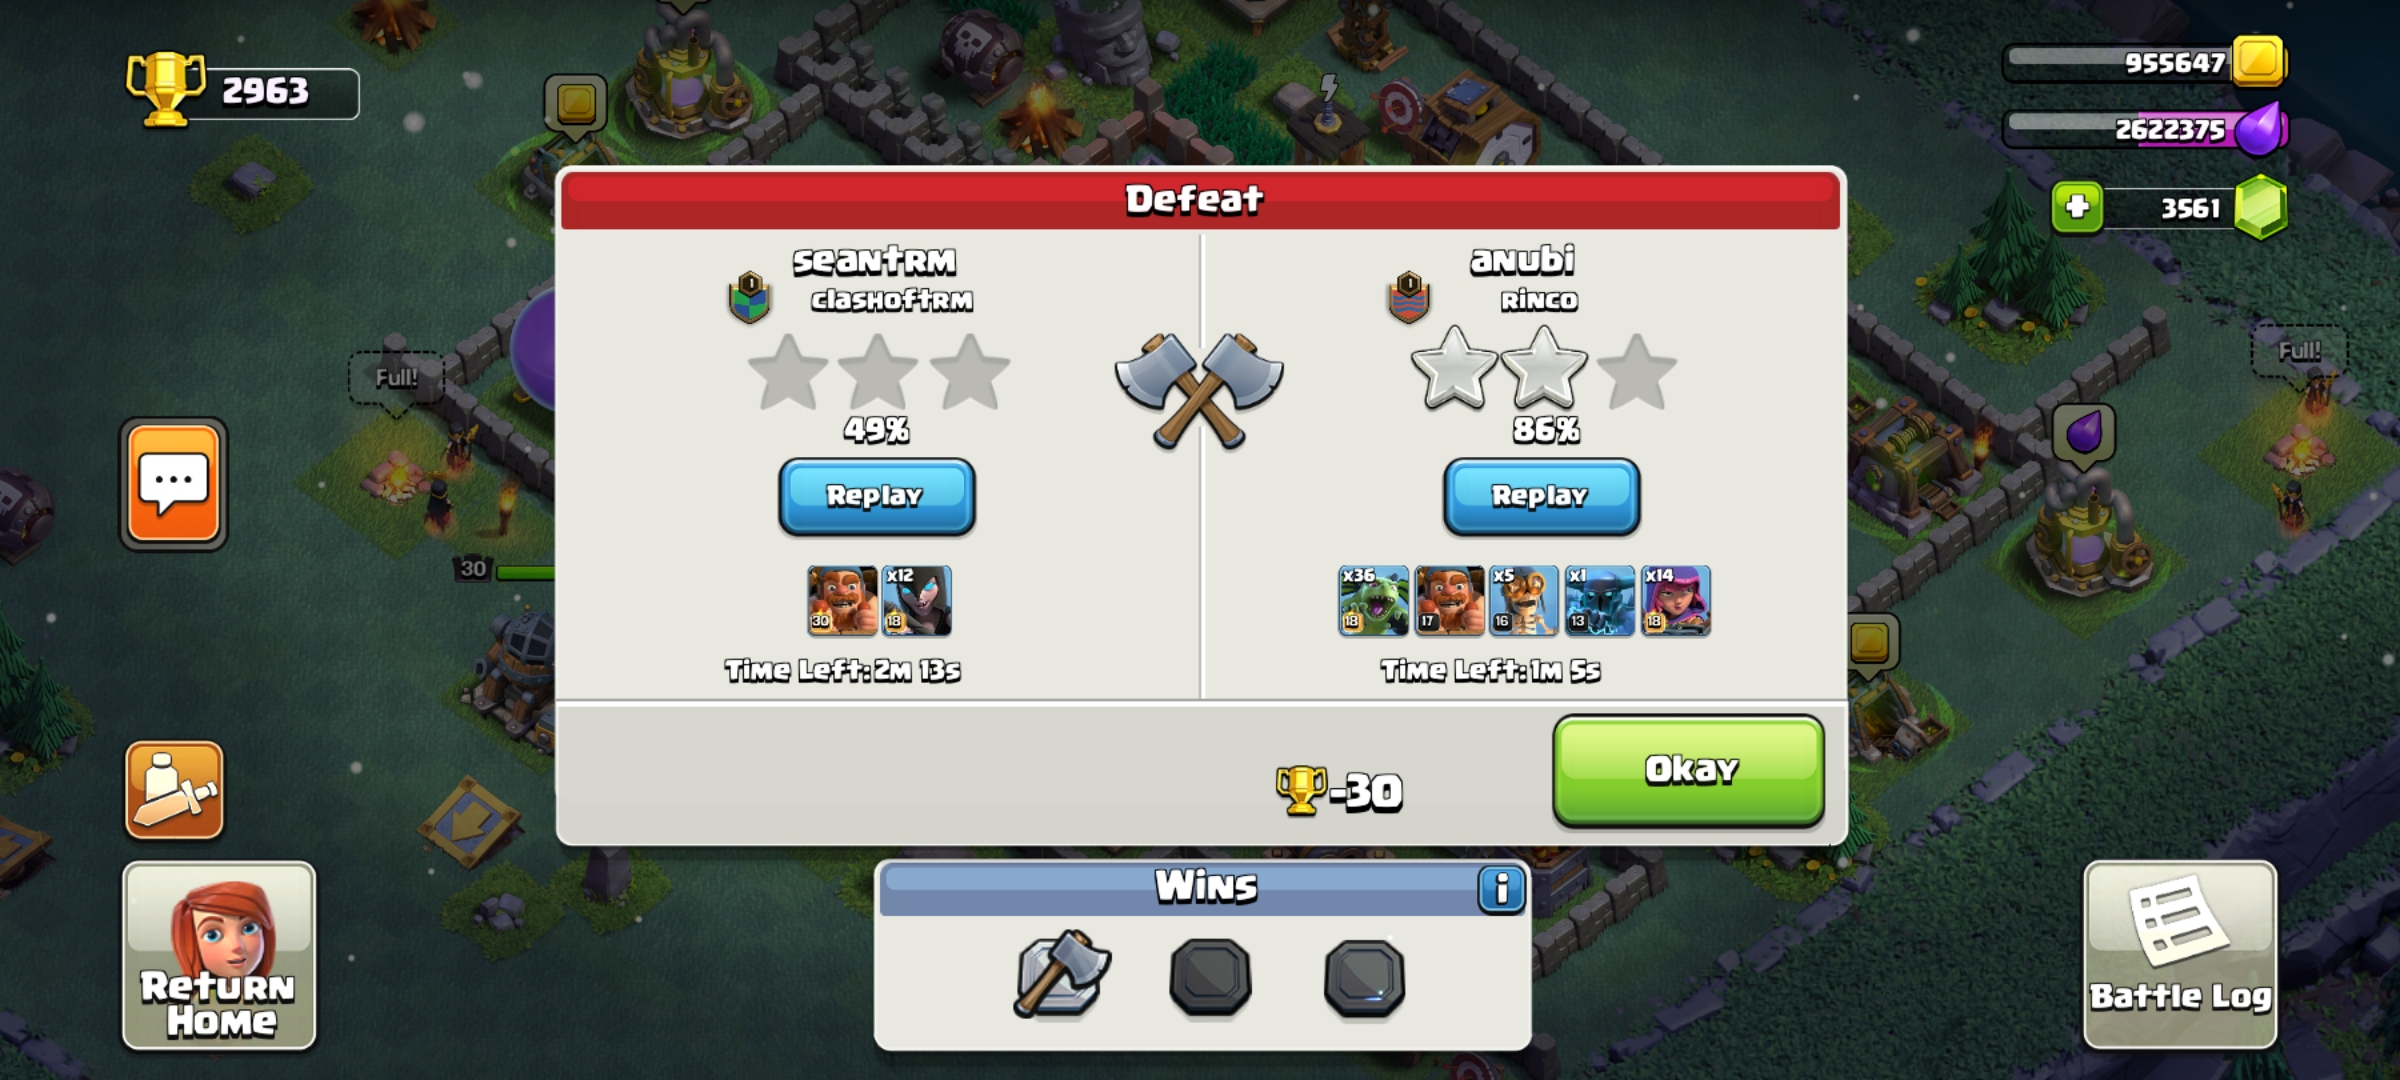 2963
955647
2622375
3561
Full!
Full!
30
Defeat
seantrm
clashoftrm
49%
Replay
30
x12
18
Time Left: 2m 13s
anubi
Rinco
86%
Replay
x36
18
17
x5
16
x1
13
x14
18
Time Left: 1m 5s
-30
Okay
Wins
i
Return
Home
Battle Log